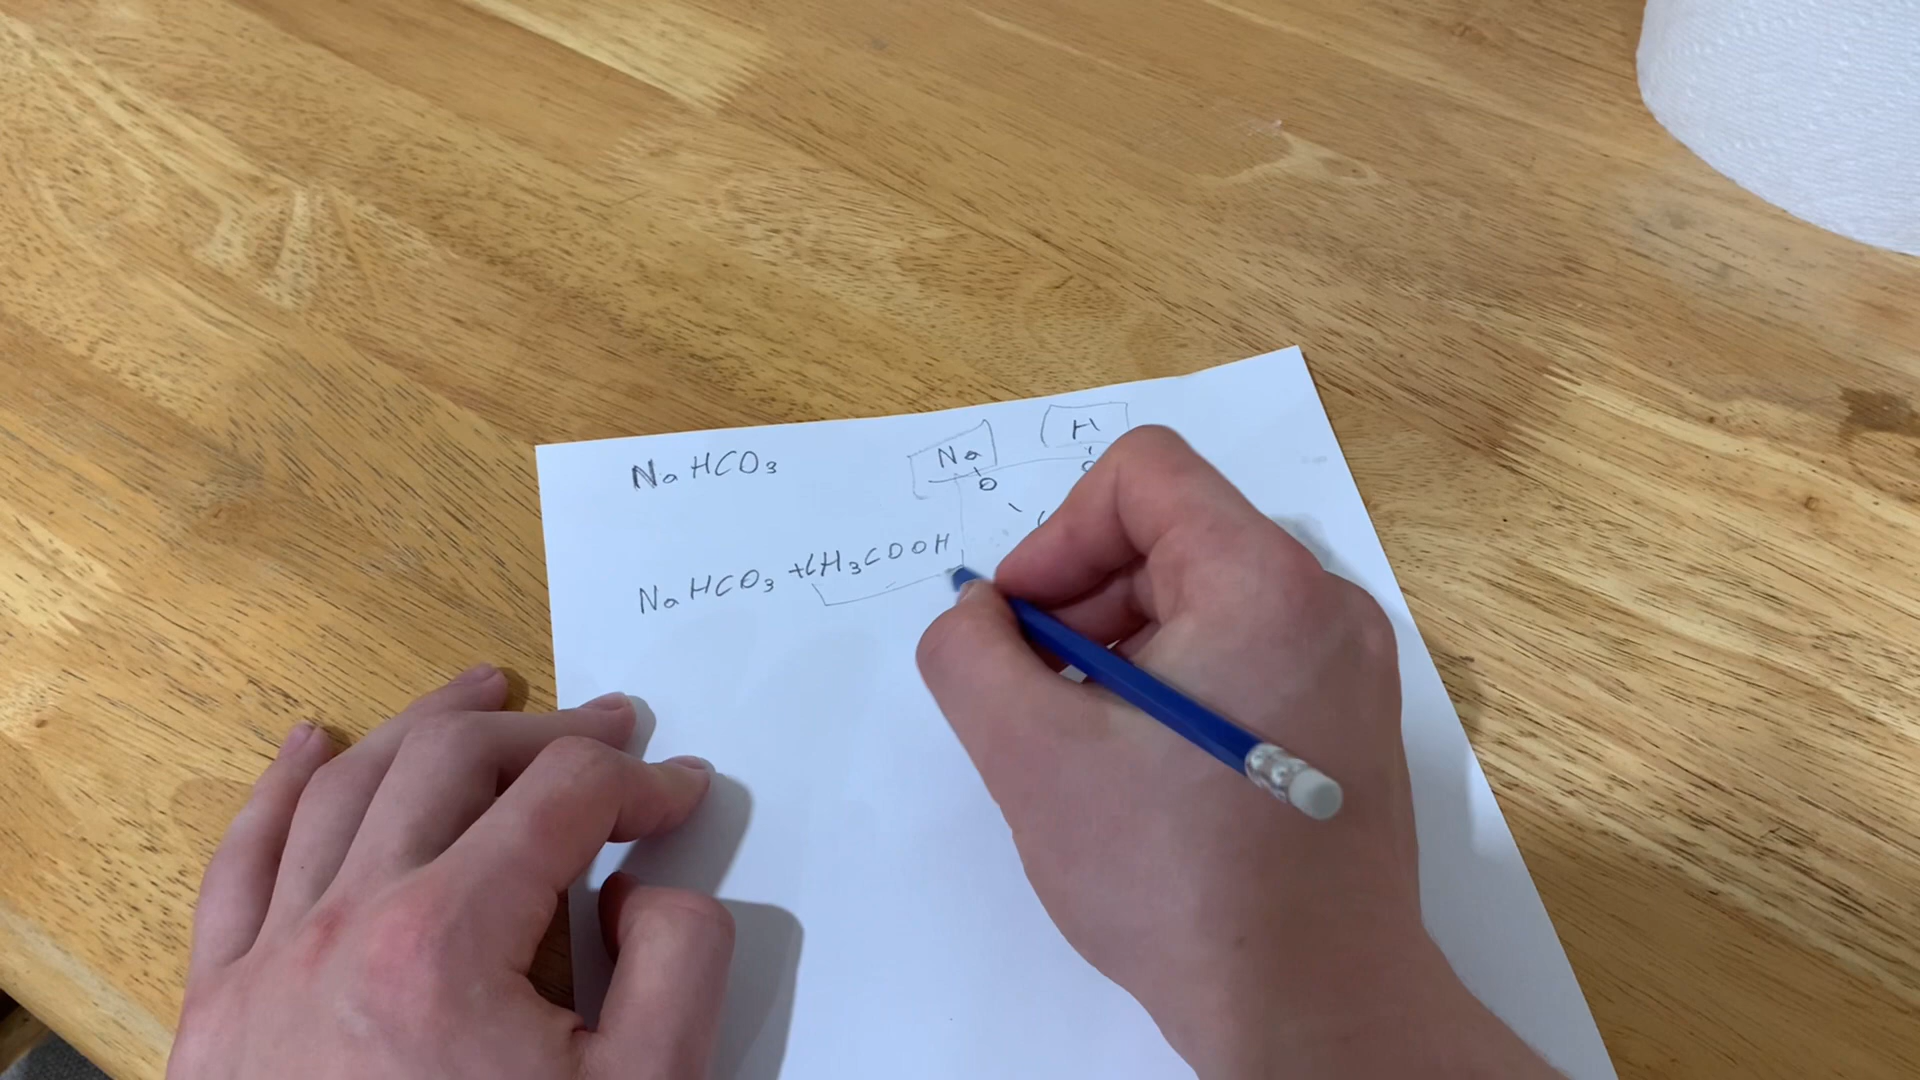 NaHCO₃
Na
H
O
NaHCO₃ + CH₃COOH